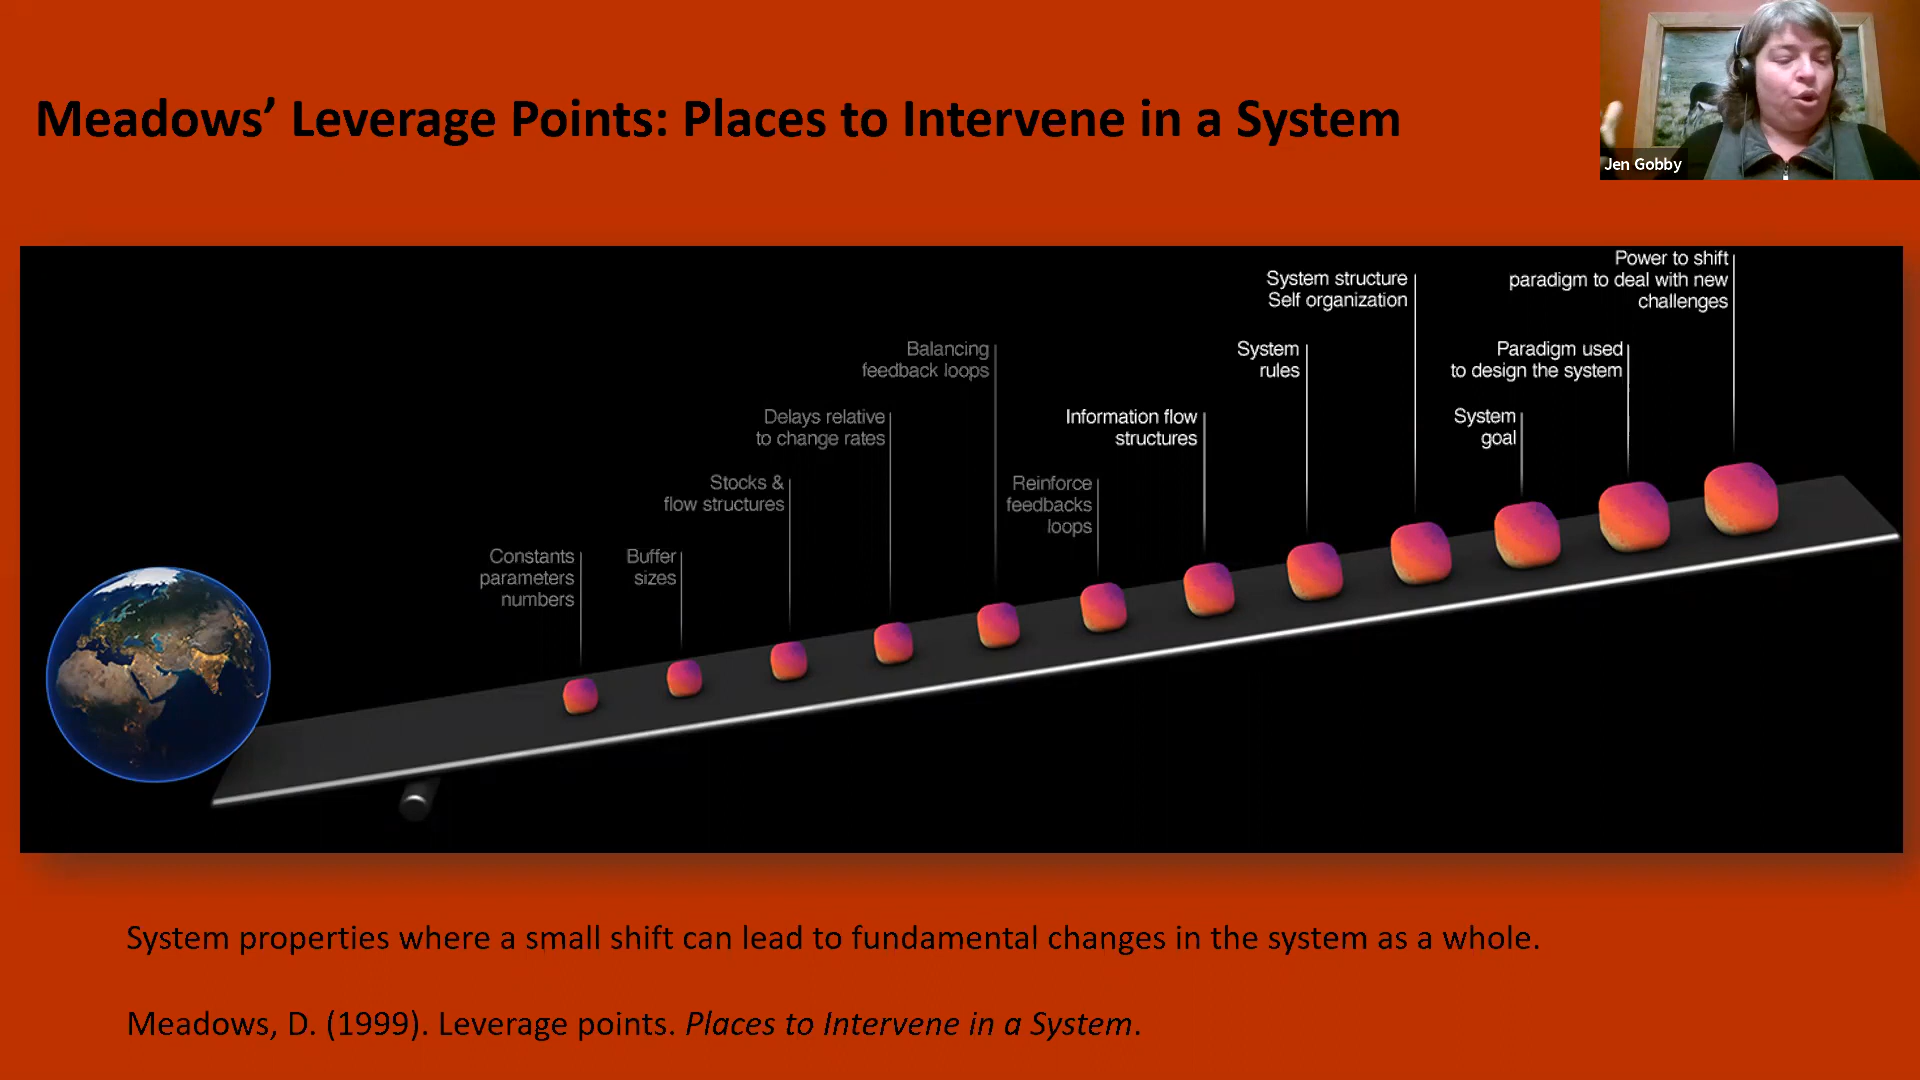 Meadows’ Leverage Points: Places to Intervene in a System
Jen Gobby
Constants
parameters
numbers
Buffer
sizes
Stocks &
flow structures
Delays relative
to change rates
Balancing
feedback loops
Reinforce
feedbacks
loops
Information flow
structures
System
rules
System structure
Self organization
System
goal
Paradigm used
to design the system
Power to shift
paradigm to deal with new
challenges
System properties where a small shift can lead to fundamental changes in the system as a whole.
Meadows, D. (1999). Leverage points. Places to Intervene in a System.